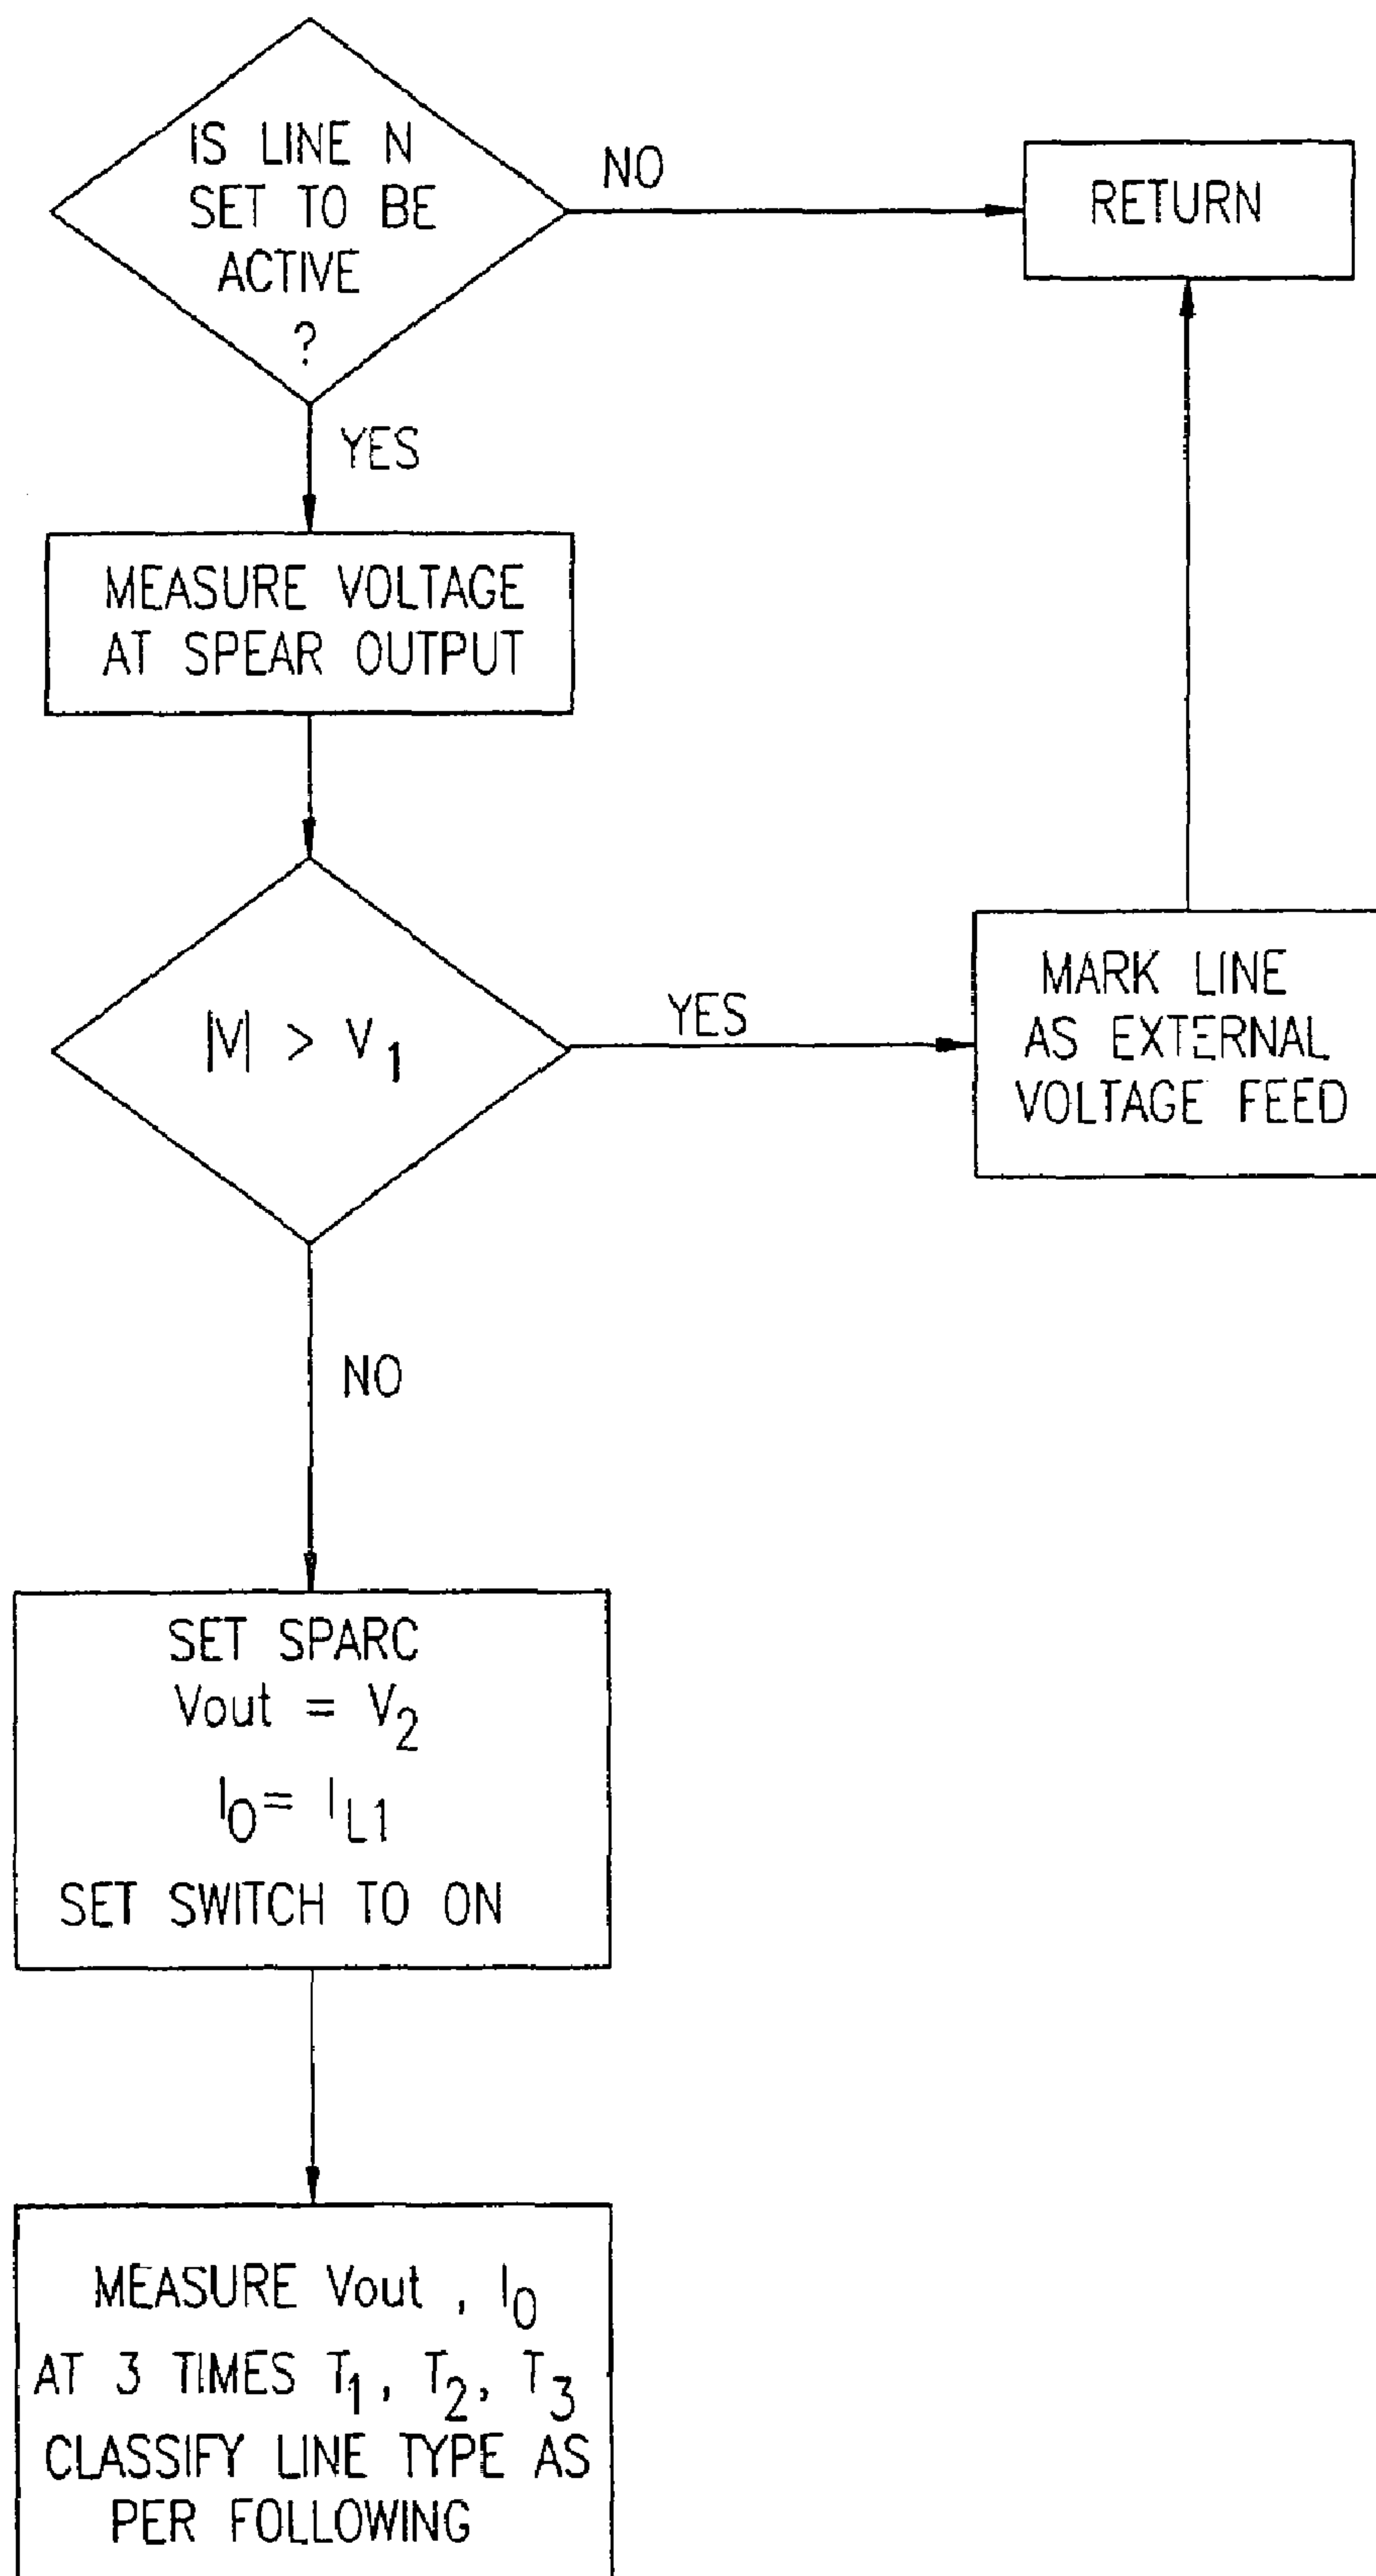 IS LINE N
SET TO BE
ACTIVE
?
NO
RETURN
YES
MEASURE VOLTAGE
AT SPEAR OUTPUT
|V| > V₁
YES
MARK LINE
AS EXTERNAL
VOLTAGE FEED
NO
SET SPARC
Vout = V₂
I₀ = I_L1
SET SWITCH TO ON
MEASURE Vout , I₀
AT 3 TIMES T₁, T₂, T₃
CLASSIFY LINE TYPE AS
PER FOLLOWING